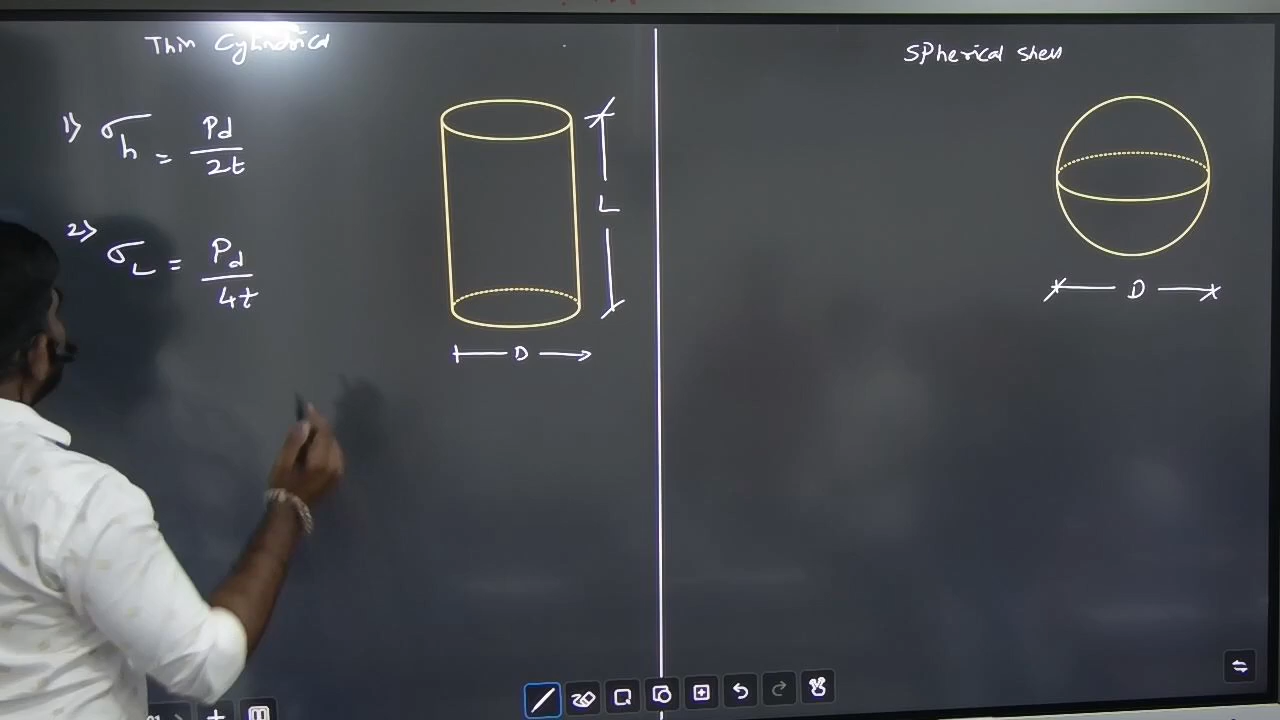 Thin Cylindrical
1) σh = Pd / 2t
2) σL = Pd / 4t
L
D
Spherical shell
D